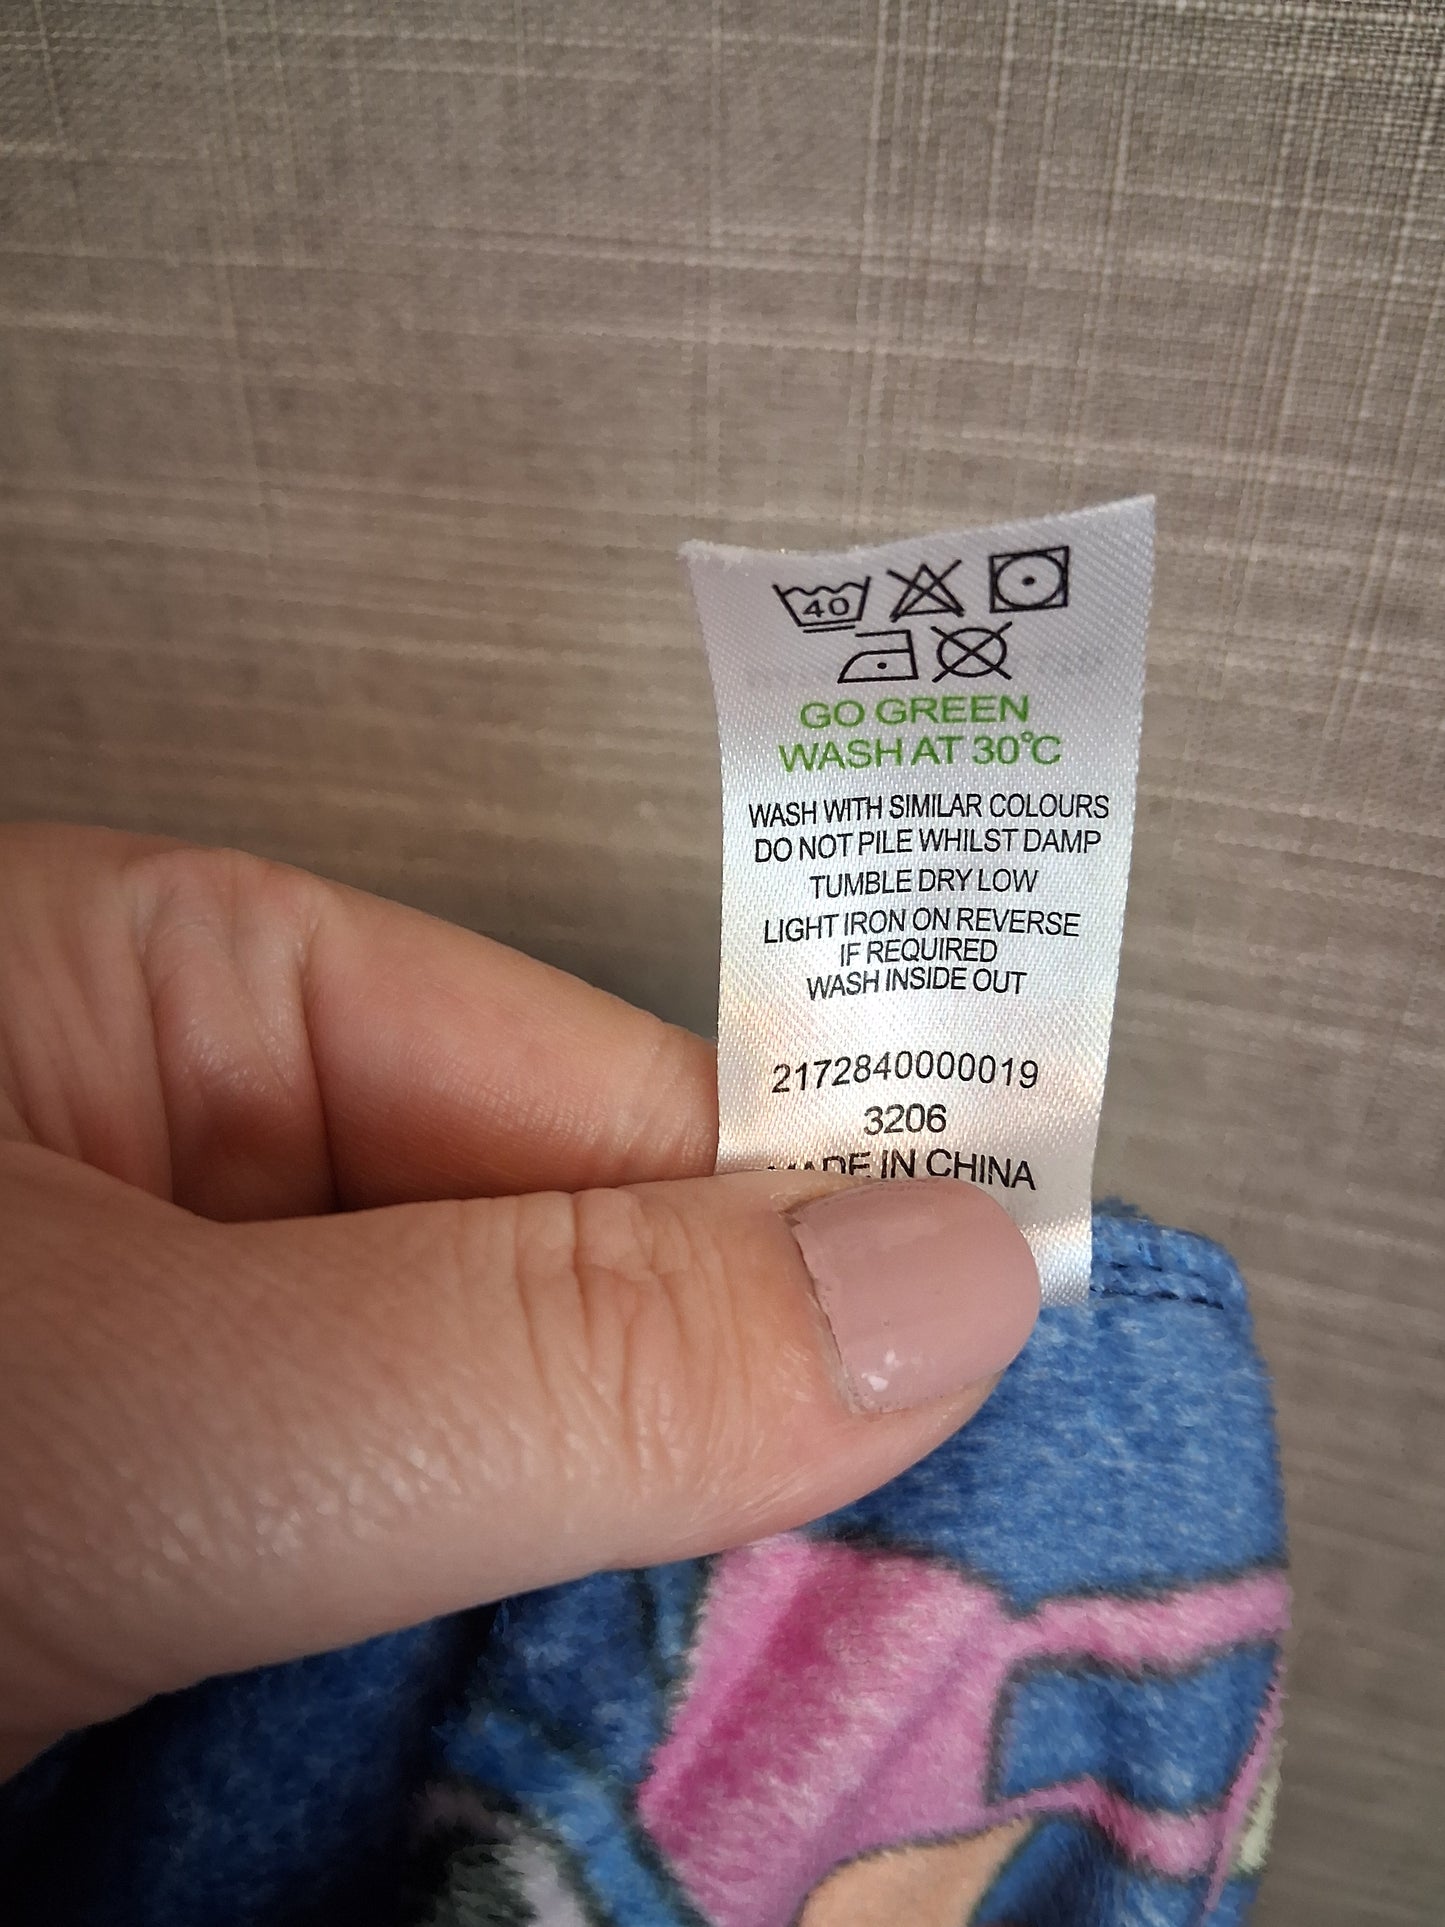 40
GO GREEN
WASH AT 30°C
WASH WITH SIMILAR COLOURS
DO NOT PILE WHILST DAMP
TUMBLE DRY LOW
LIGHT IRON ON REVERSE
IF REQUIRED
WASH INSIDE OUT
2172840000019
3206
MADE IN CHINA